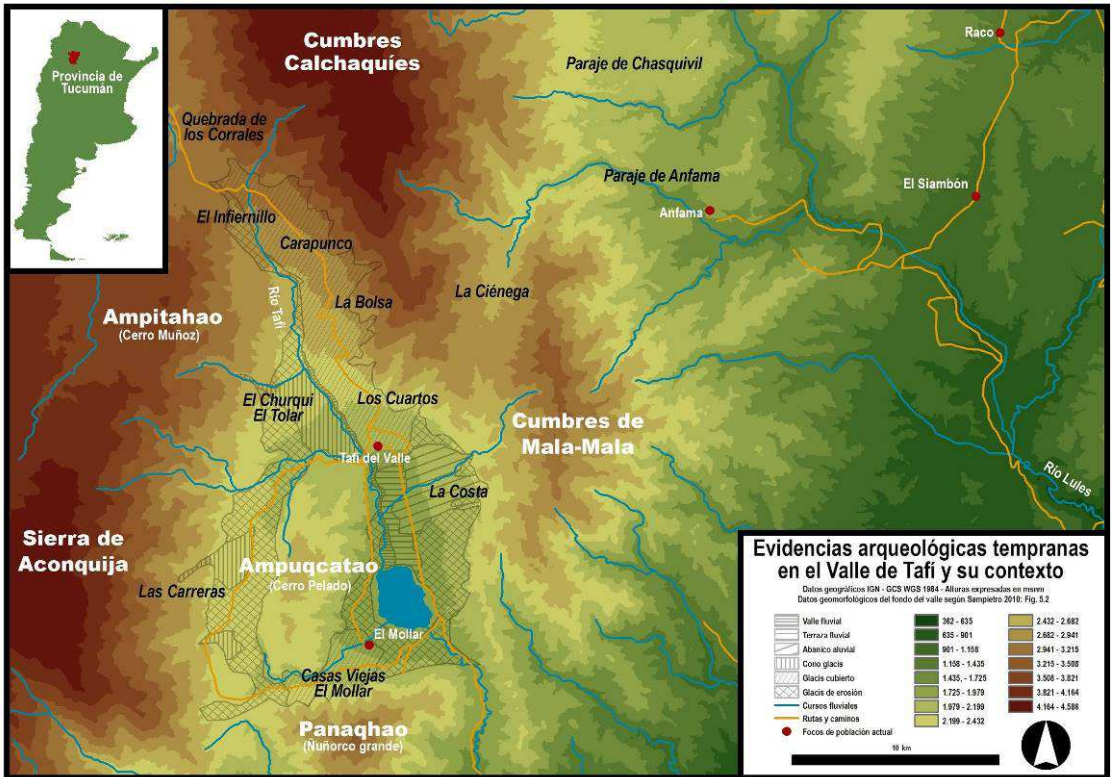 Provincia de
Tucumán
Cumbres
Calchaquíes
Raco
Paraje de Chasquivil
Quebrada de
los Corrales
Paraje de Anfama
El Siambón
Anfama
El Infiernillo
Carapunco
La Ciénega
Río Tafí
La Bolsa
Ampitahao
(Cerro Muñoz)
El Churqui
El Tolar
Los Cuartos
Cumbres de
Mala-Mala
Tafí del Valle
Río Lules
La Costa
Sierra de
Aconquija
Ampuqcatao
(Cerro Pelado)
Las Carreras
El Mollar
Casas Viejas
El Mollar
Panaqhao
(Nuñorco grande)
Evidencias arqueológicas tempranas
en el Valle de Tafí y su contexto
Datos geográficos IGN - GCS WGS 1984 - Alturas expresadas en msnm
Datos geomorfológicos del fondo del valle según Sampietro 2010: Fig. 5.2
Valle fluvial
Terraza fluvial
Abanico aluvial
Cono glacis
Glacis cubierto
Glacis de erosión
Cursos fluviales
Rutas y caminos
Focos de población actual
362 - 635
635 - 901
901 - 1.158
1.158 - 1.435
1.435, - 1.725
1.725 - 1.979
1.979 - 2.199
2.199 - 2.432
2.432 - 2.682
2.682 - 2.941
2.941 - 3.215
3.215 - 3.508
3.508 - 3.821
3.821 - 4.164
4.164 - 4.586
10 km